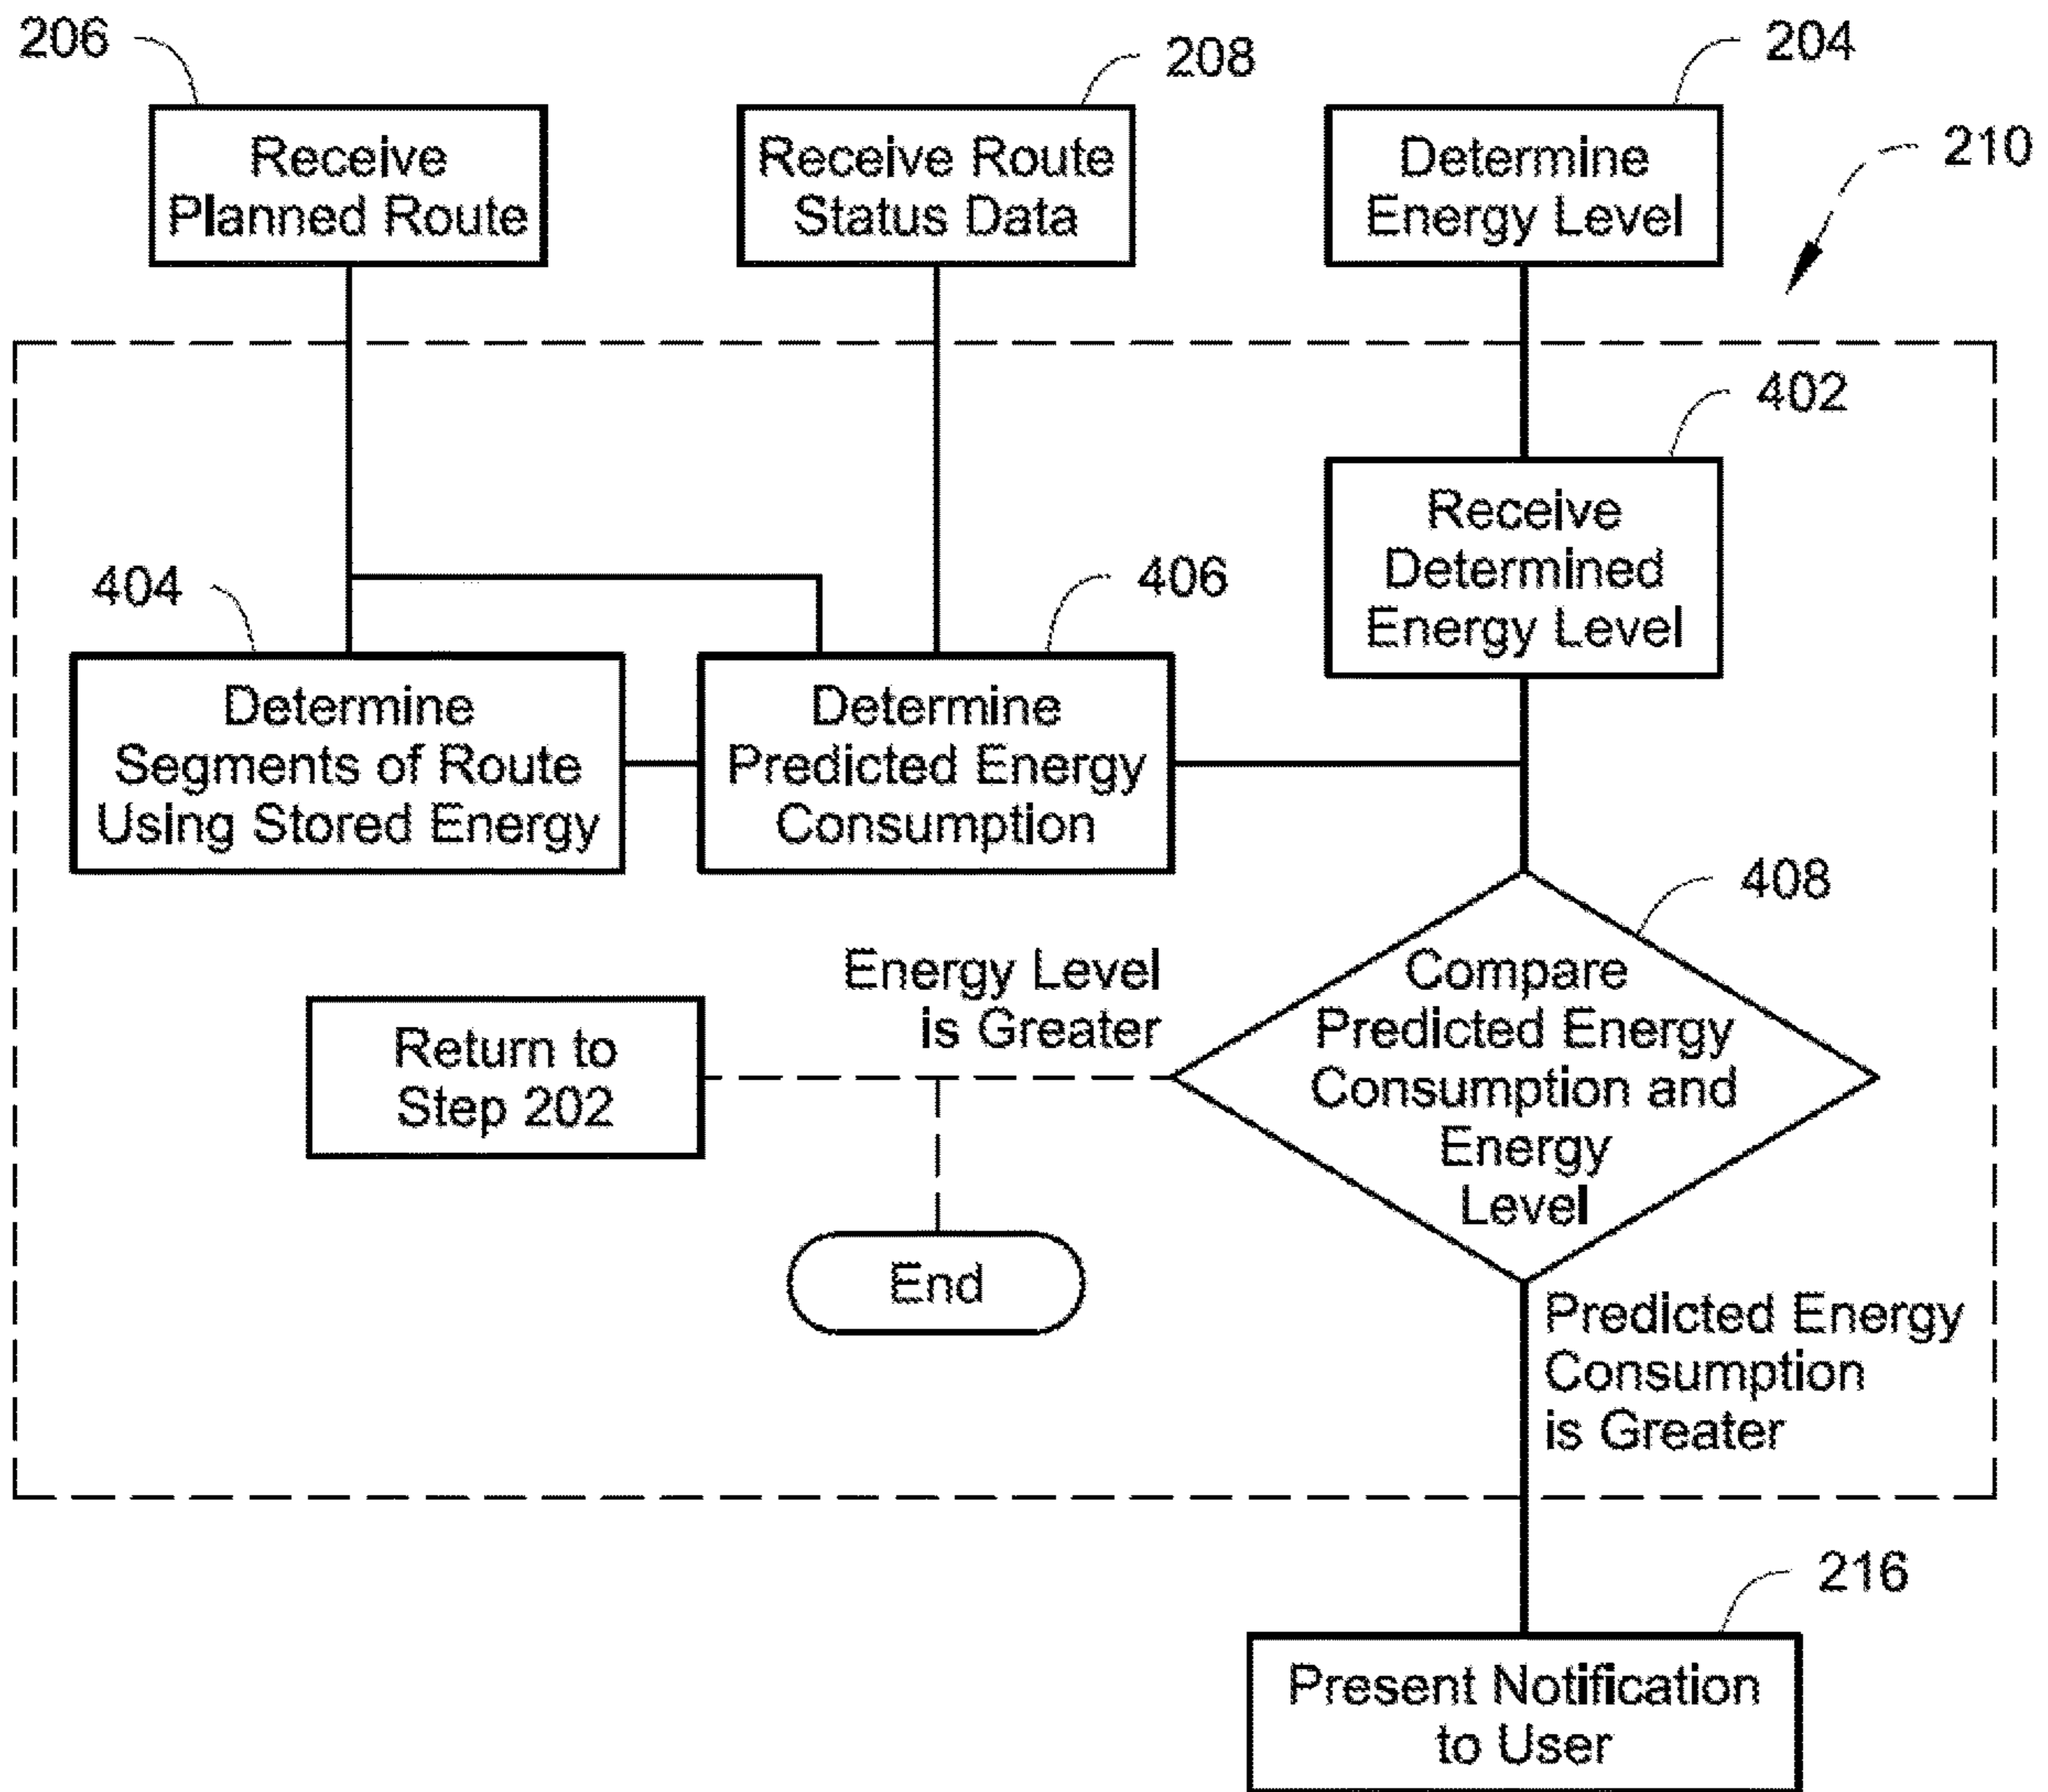 206
208
204
210
Receive
Planned Route
Receive Route
Status Data
Determine
Energy Level
402
Receive
Determined
Energy Level
404
406
Determine
Segments of Route
Using Stored Energy
Determine
Predicted Energy
Consumption
408
Compare
Predicted Energy
Consumption and
Energy
Level
Energy Level
is Greater
Return to
Step 202
End
Predicted Energy
Consumption
is Greater
216
Present Notification
to User